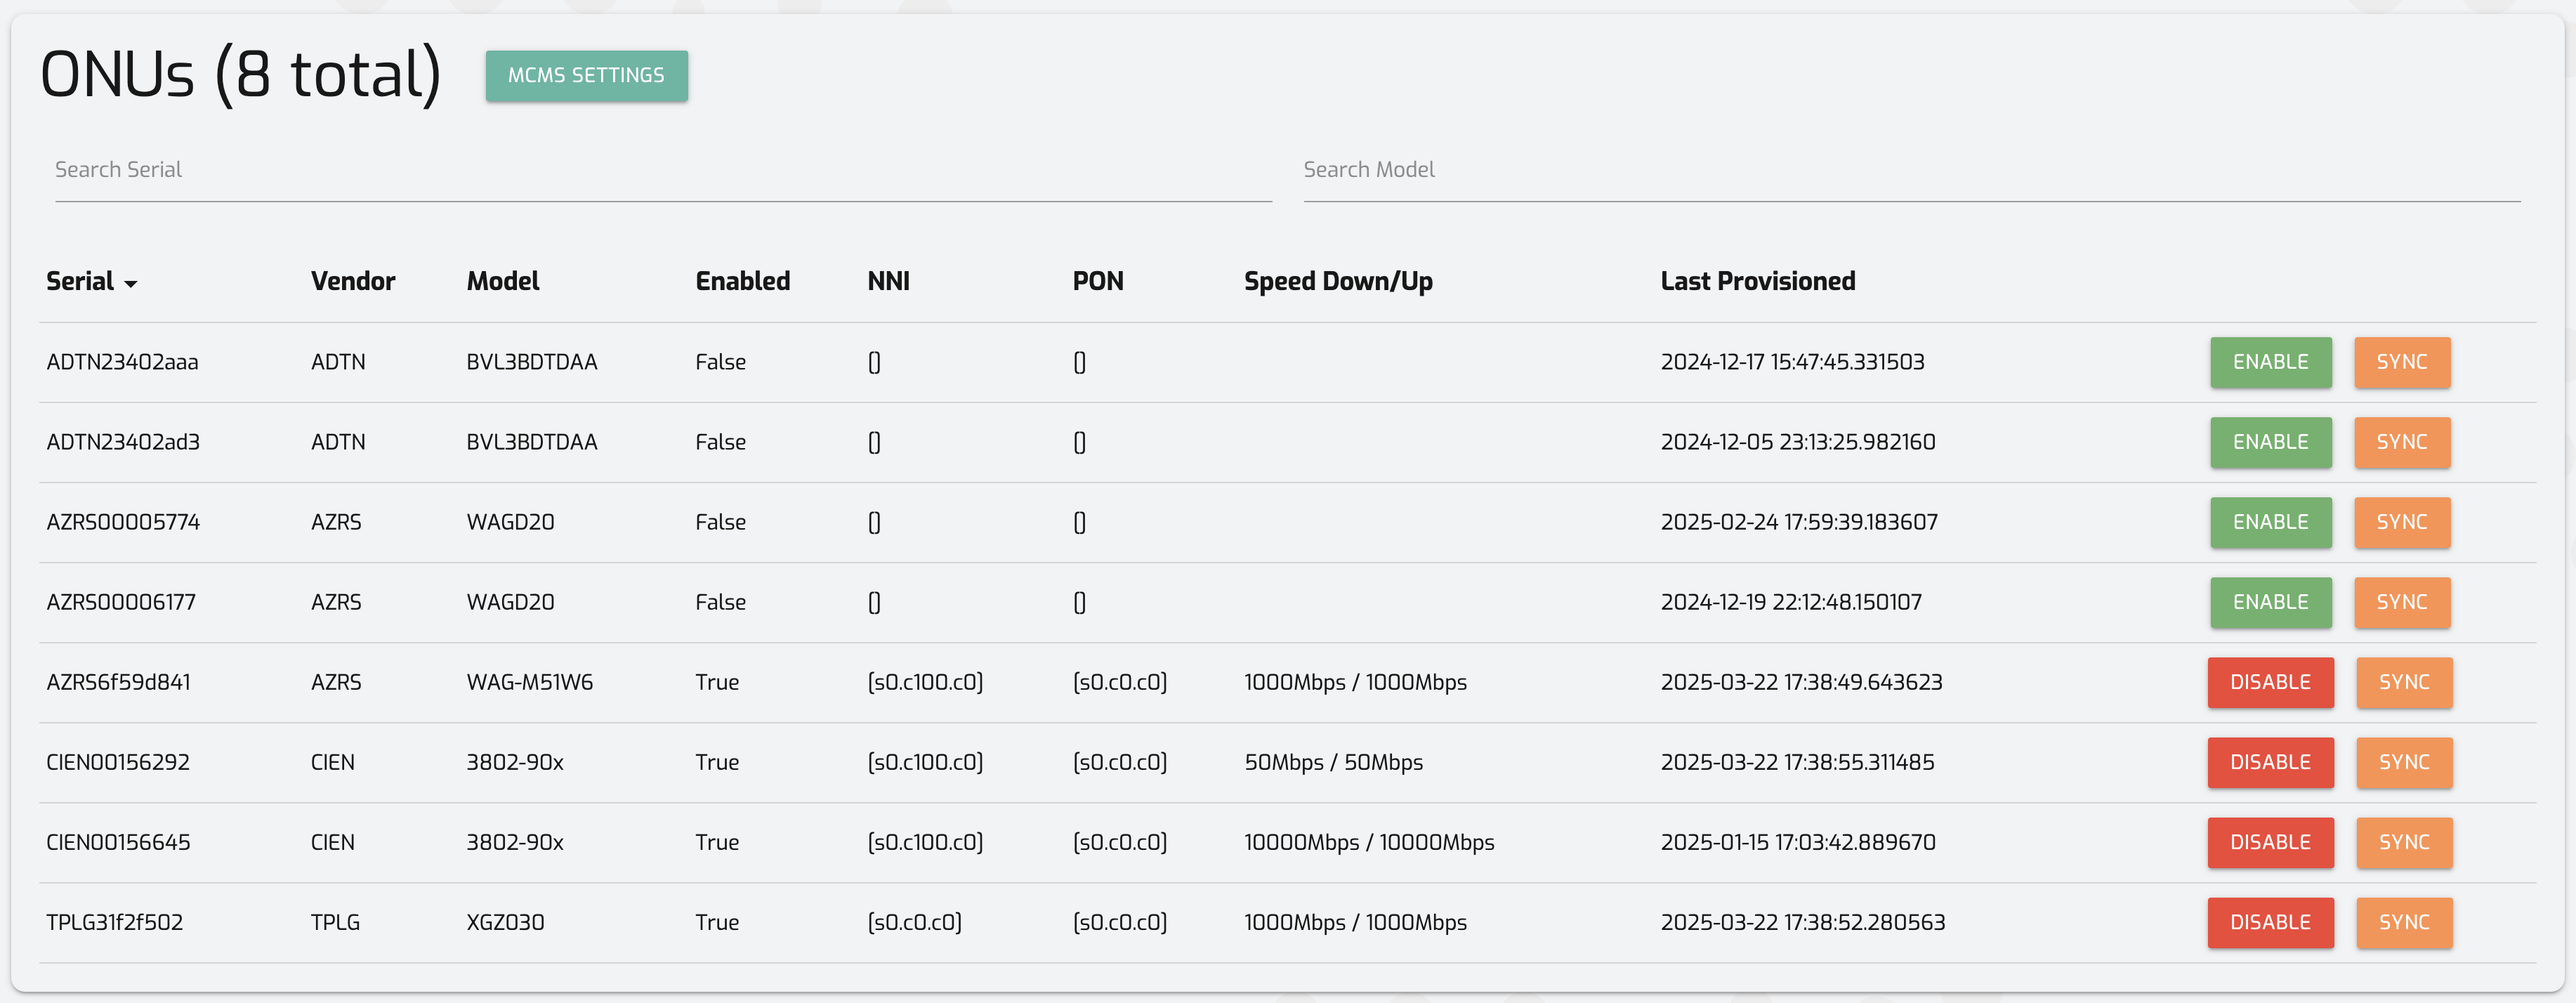 ONUs (8 total) MCMS SETTINGS
Search Serial Search Model
Serial Vendor Model Enabled NNI PON Speed Down/Up Last Provisioned
ADTN23402aaa ADTN BVL3BDTDAA False [] [] 2024-12-17 15:47:45.331503 ENABLE SYNC
ADTN23402ad3 ADTN BVL3BDTDAA False [] [] 2024-12-05 23:13:25.982160 ENABLE SYNC
AZRS00005774 AZRS WAGD20 False [] [] 2025-02-24 17:59:39.183607 ENABLE SYNC
AZRS00006177 AZRS WAGD20 False [] [] 2024-12-19 22:12:48.150107 ENABLE SYNC
AZRS6f59d841 AZRS WAG-M51W6 True [s0.c100.c0] [s0.c0.c0] 1000Mbps / 1000Mbps 2025-03-22 17:38:49.643623 DISABLE SYNC
CIEN00156292 CIEN 3802-90x True [s0.c100.c0] [s0.c0.c0] 50Mbps / 50Mbps 2025-03-22 17:38:55.311485 DISABLE SYNC
CIEN00156645 CIEN 3802-90x True [s0.c100.c0] [s0.c0.c0] 10000Mbps / 10000Mbps 2025-01-15 17:03:42.889670 DISABLE SYNC
TPLG31f2f502 TPLG XGZ030 True [s0.c0.c0] [s0.c0.c0] 1000Mbps / 1000Mbps 2025-03-22 17:38:52.280563 DISABLE SYNC